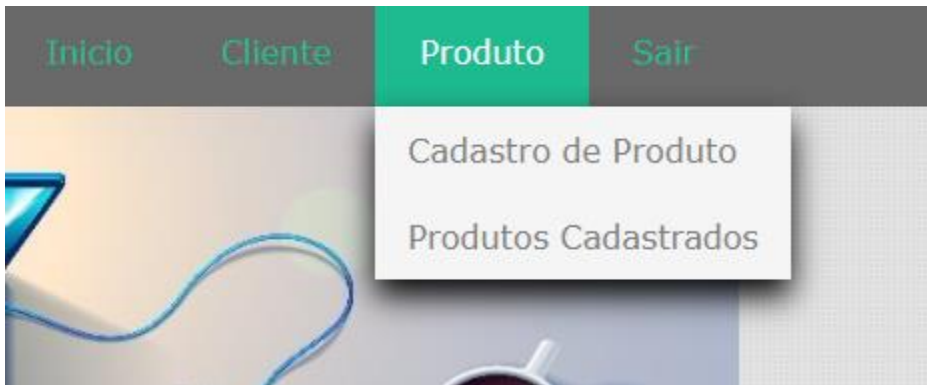 Inicio Cliente Produto Sair
Cadastro de Produto
Produtos Cadastrados